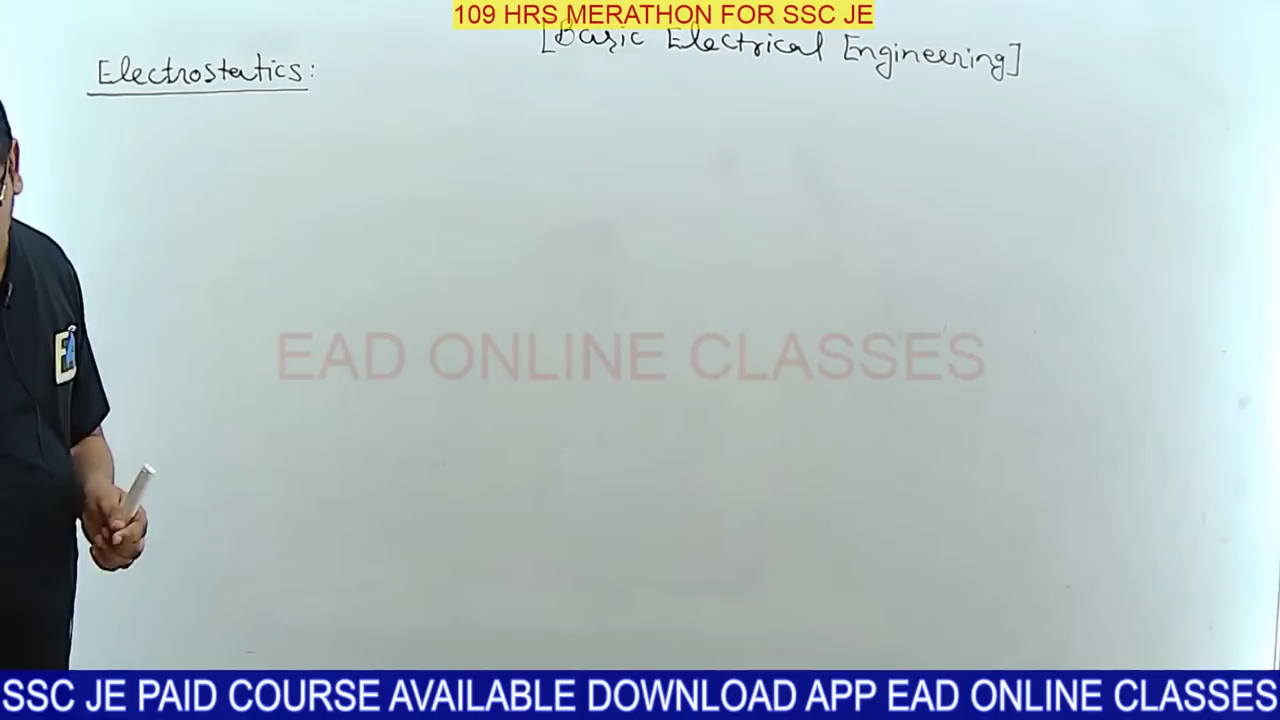 109 HRS MERATHON FOR SSC JE
[Basic Electrical Engineering]
Electrostatics:
EA
EAD ONLINE CLASSES
SSC JE PAID COURSE AVAILABLE DOWNLOAD APP EAD ONLINE CLASSES